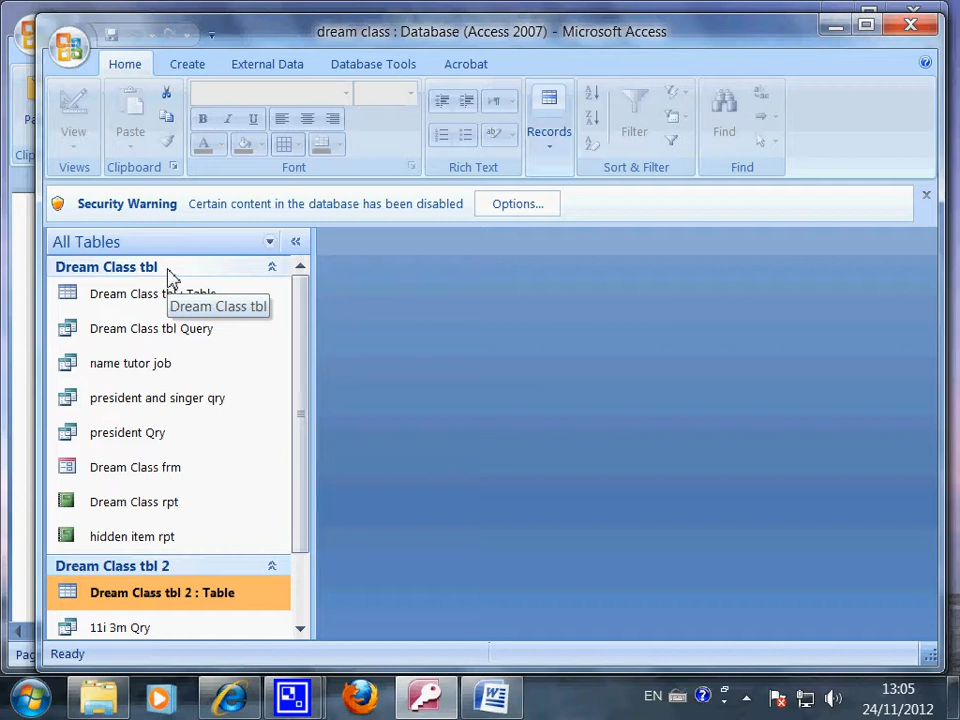 dream class : Database (Access 2007) - Microsoft Access
Home Create External Data Database Tools Acrobat
View Paste Records Filter Find
Views Clipboard Font Rich Text Sort & Filter Find
B I U
Security Warning Certain content in the database has been disabled Options...
All Tables
Dream Class tbl
Dream Class tbl : Table
Dream Class tbl
Dream Class tbl Query
name tutor job
president and singer qry
president Qry
Dream Class frm
Dream Class rpt
hidden item rpt
Dream Class tbl 2
Dream Class tbl 2 : Table
11i 3m Qry
Ready
EN
13:05
24/11/2012